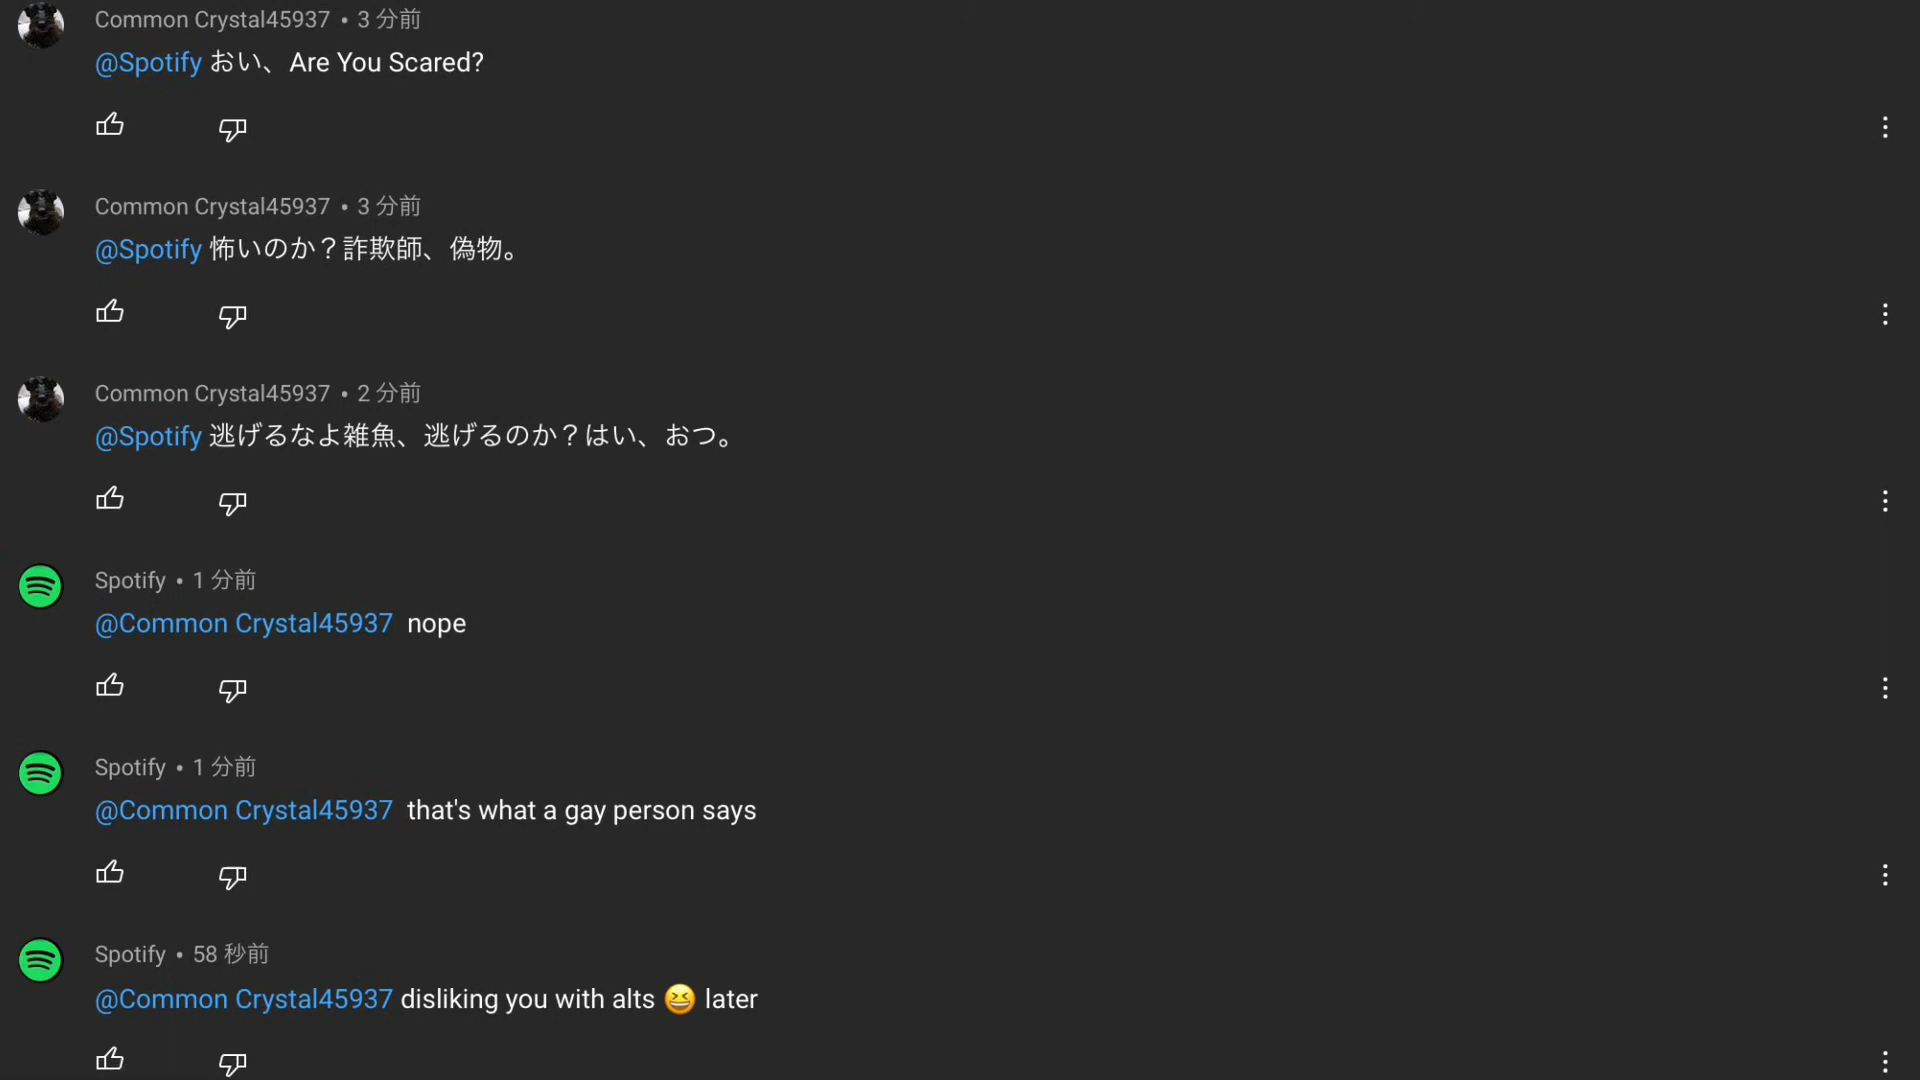 Common Crystal45937 • 3 分前
@Spotify おい、Are You Scared?
Common Crystal45937 • 3 分前
@Spotify 怖いのか？詐欺師、偽物。
Common Crystal45937 • 2 分前
@Spotify 逃げるなよ雑魚、逃げるのか？はい、おつ。
Spotify • 1 分前
@Common Crystal45937 nope
Spotify • 1 分前
@Common Crystal45937 that's what a gay person says
Spotify • 58 秒前
@Common Crystal45937 disliking you with alts 😆 later